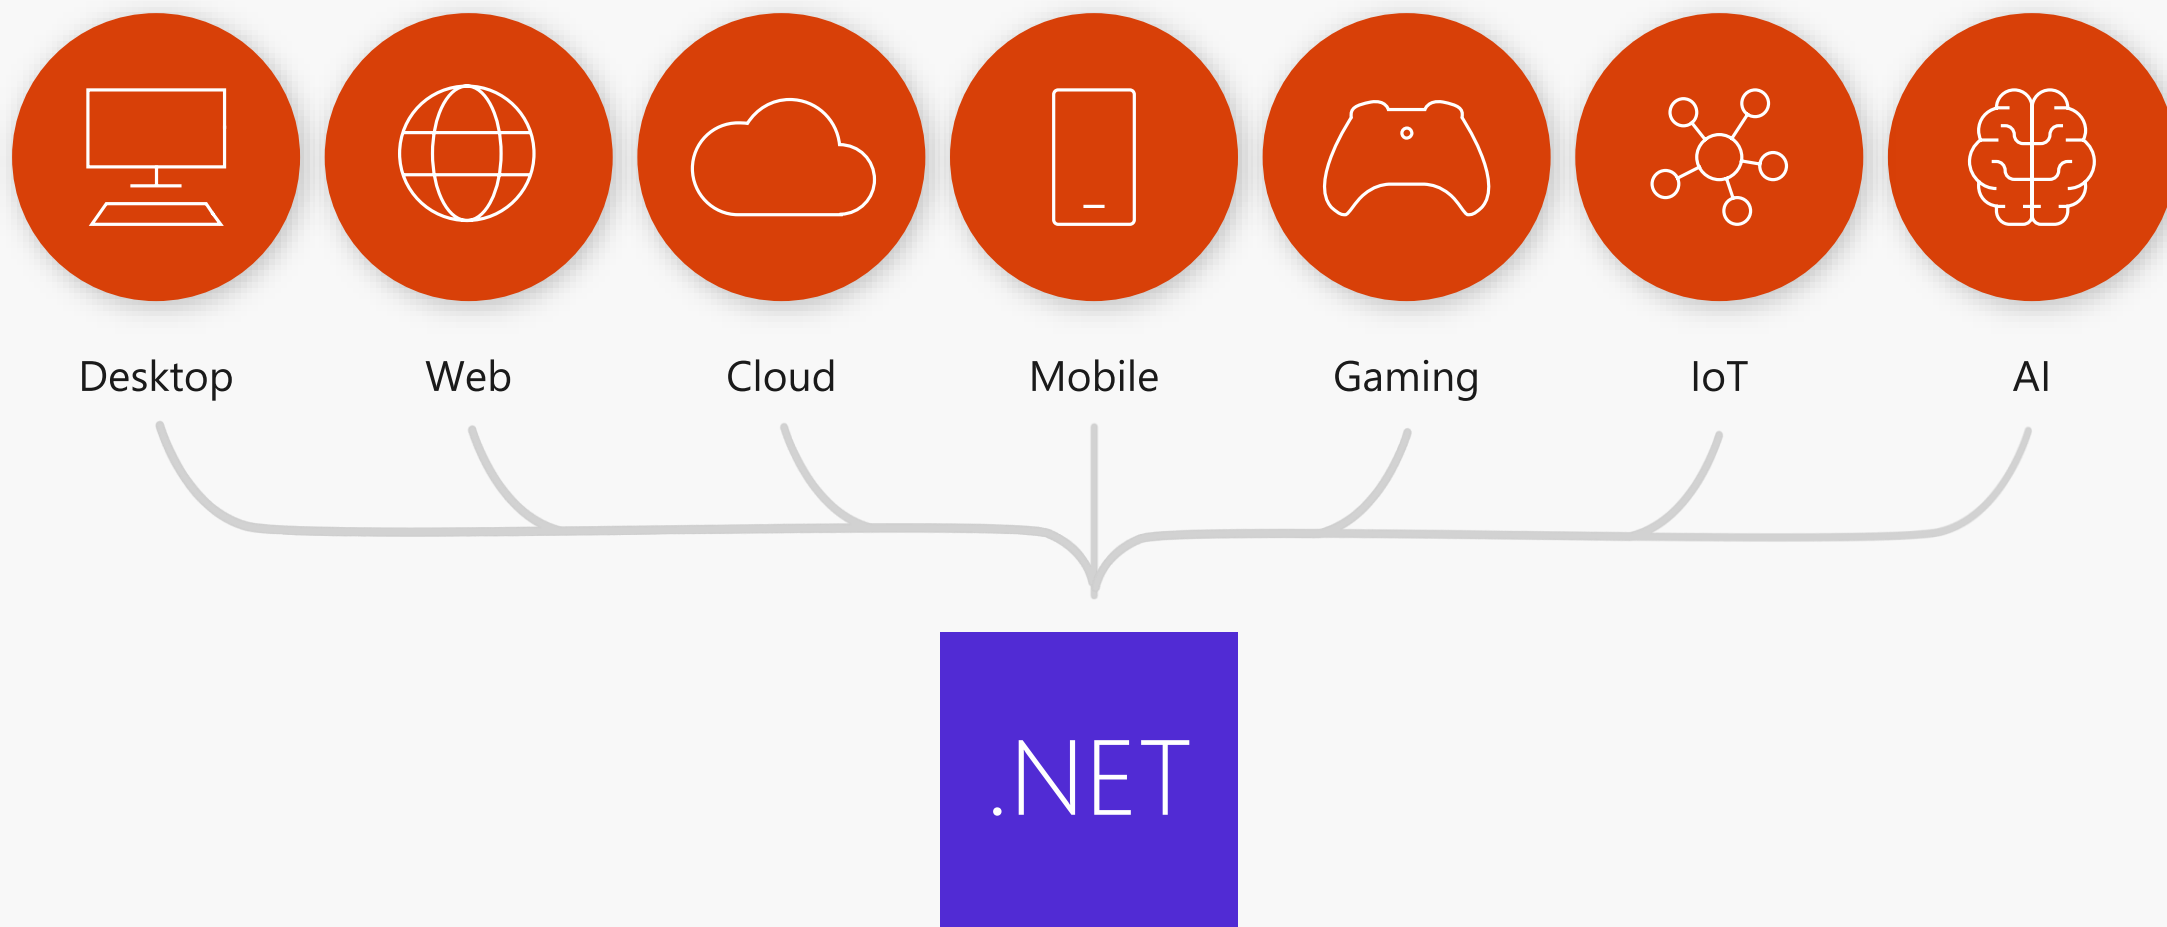 Desktop
Web
Cloud
Mobile
Gaming
IoT
AI
.NET